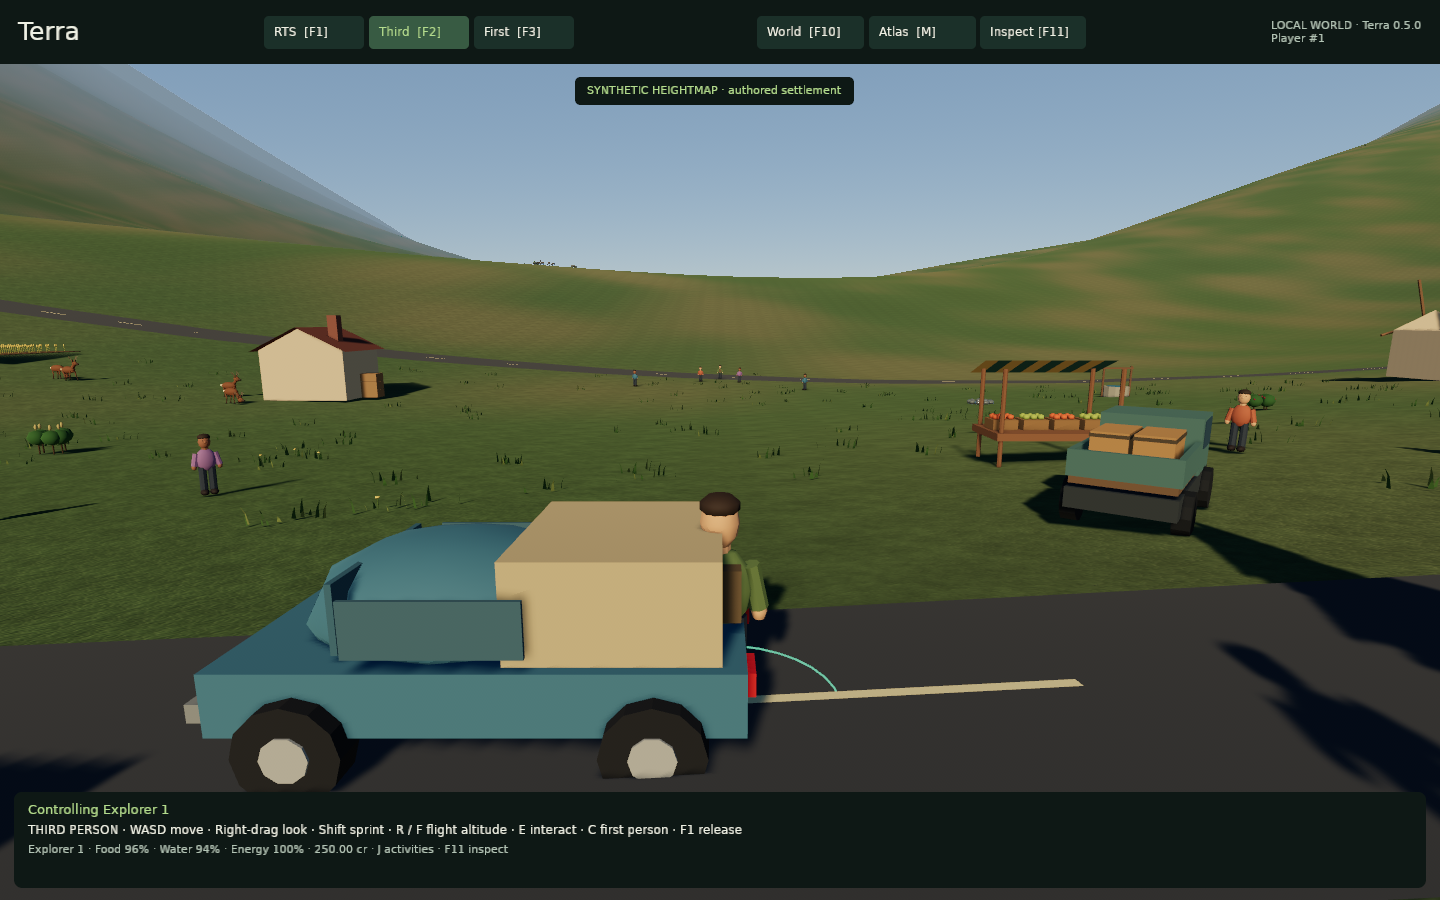 Terra
RTS [F1]
Third [F2]
First [F3]
World [F10]
Atlas [M]
Inspect [F11]
LOCAL WORLD · Terra 0.5.0
Player #1
SYNTHETIC HEIGHTMAP · authored settlement
Controlling Explorer 1
THIRD PERSON · WASD move · Right-drag look · Shift sprint · R / F flight altitude · E interact · C first person · F1 release
Explorer 1 · Food 96% · Water 94% · Energy 100% · 250.00 cr · J activities · F11 inspect